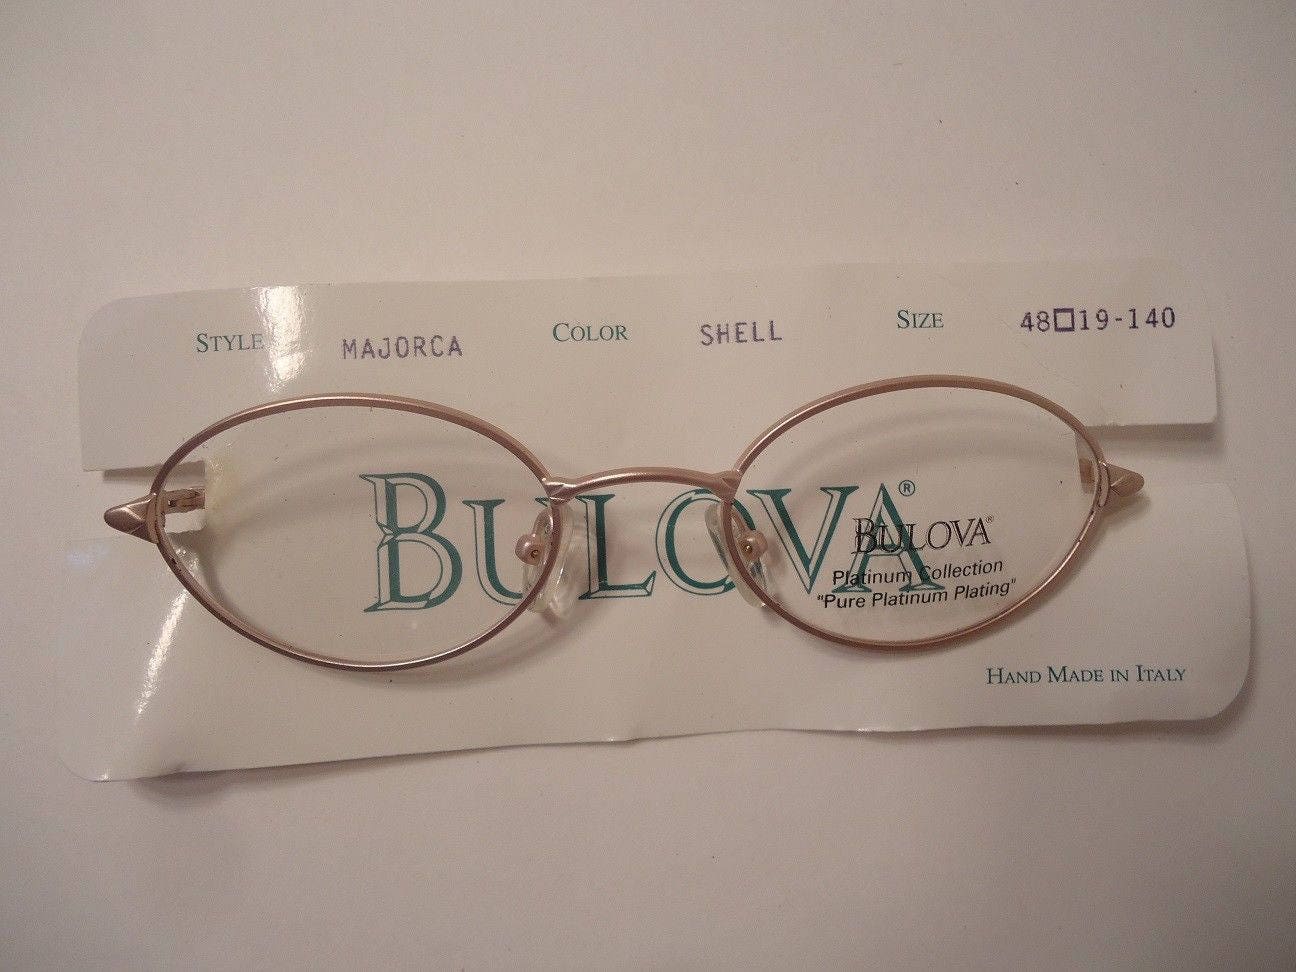 STYLE MAJORCA COLOR SHELL SIZE 48□19-140
BULOVA®
BULOVA®
Platinum Collection
"Pure Platinum Plating"
HAND MADE IN ITALY